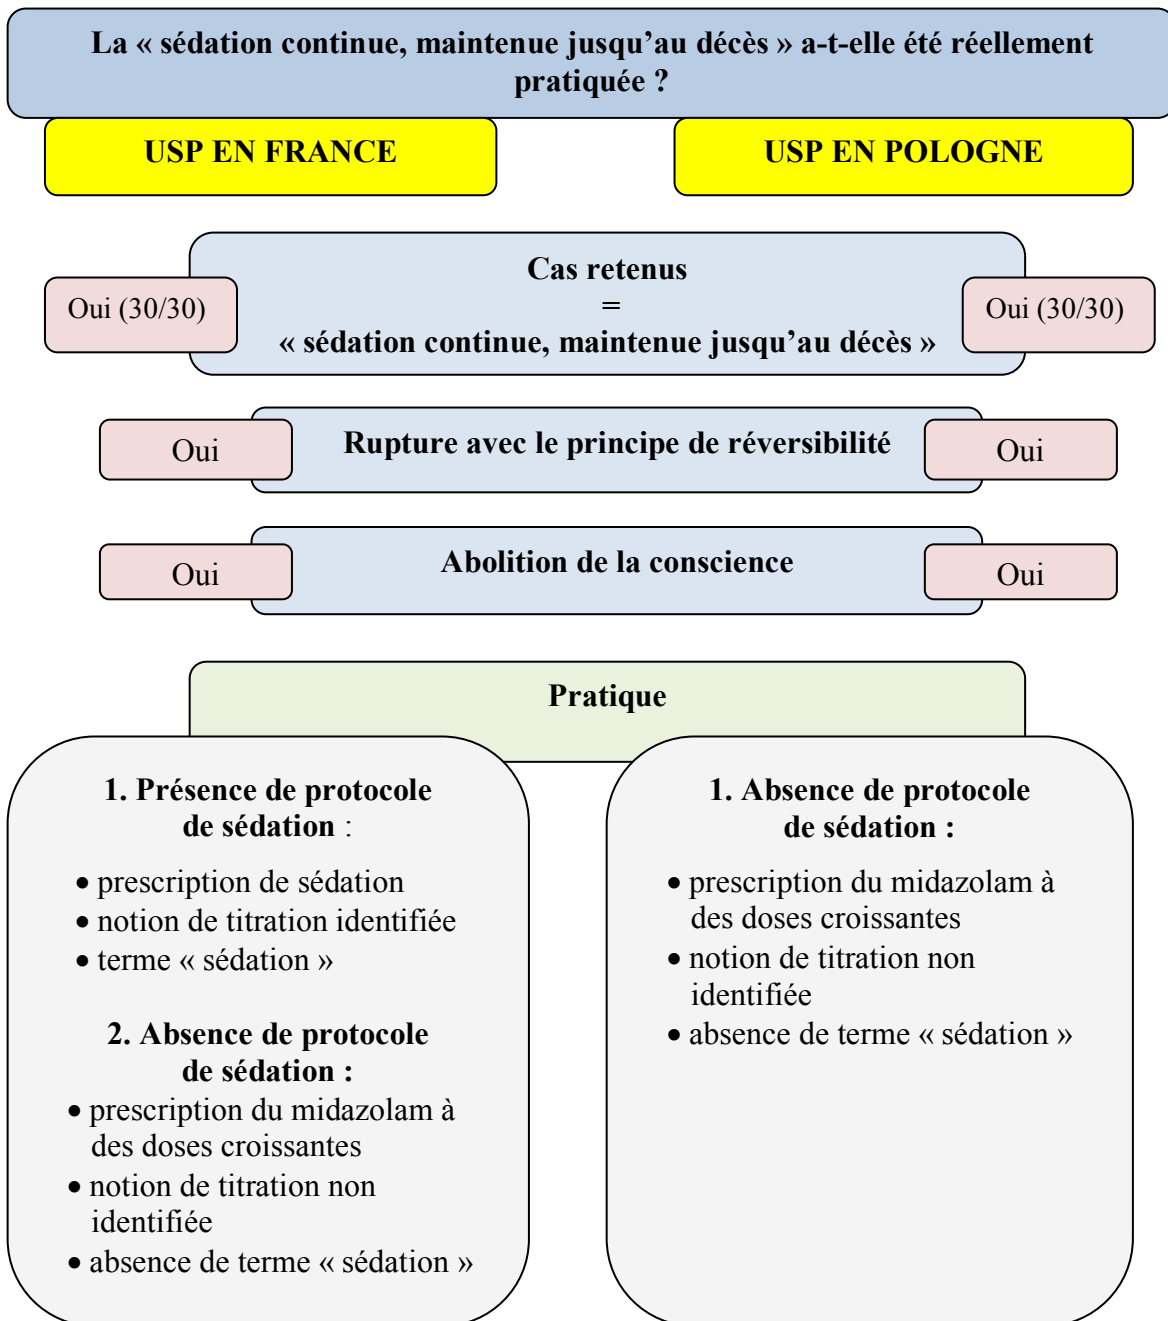 La « sédation continue, maintenue jusqu’au décès » a-t-elle été réellement
pratiquée ?
USP EN FRANCE
USP EN POLOGNE
Oui (30/30)
Cas retenus
=
« sédation continue, maintenue jusqu’au décès »
Oui (30/30)
Oui
Rupture avec le principe de réversibilité
Oui
Oui
Abolition de la conscience
Oui
Pratique
1. Présence de protocole
de sédation :
• prescription de sédation
• notion de titration identifiée
• terme « sédation »
2. Absence de protocole
de sédation :
• prescription du midazolam à
des doses croissantes
• notion de titration non
identifiée
• absence de terme « sédation »
1. Absence de protocole
de sédation :
• prescription du midazolam à
des doses croissantes
• notion de titration non
identifiée
• absence de terme « sédation »